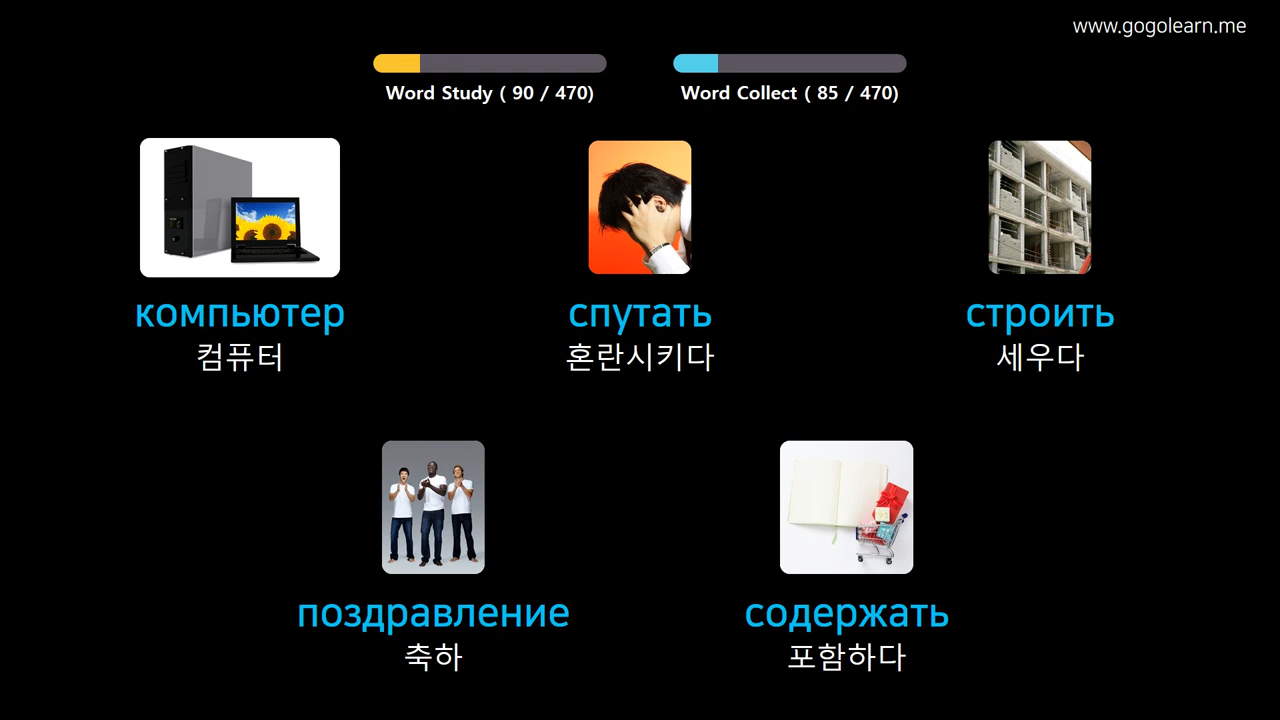 www.gogolearn.me
Word Study ( 90 / 470)
Word Collect ( 85 / 470)
компьютер
컴퓨터
спутать
혼란시키다
строить
세우다
поздравление
축하
содержать
포함하다